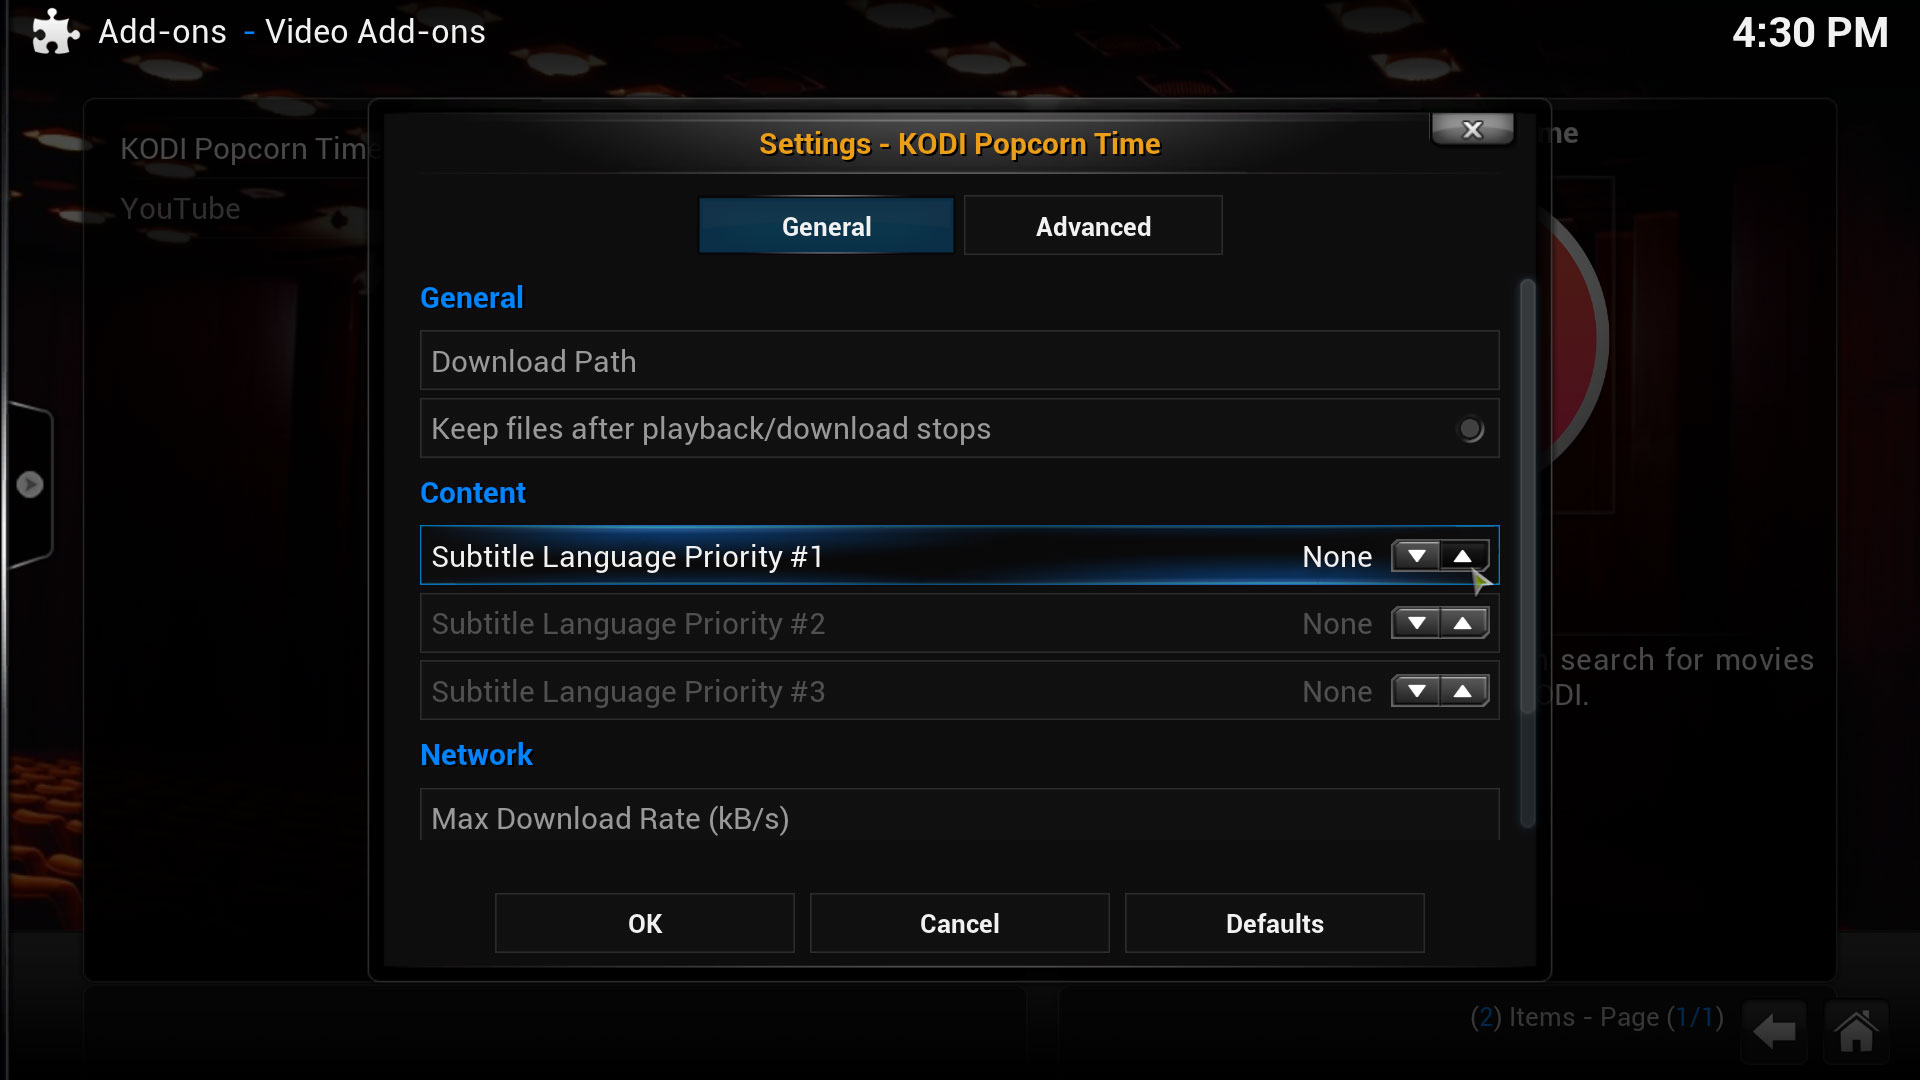 Add-ons - Video Add-ons
4:30 PM
KODI Popcorn Time
YouTube
Settings - KODI Popcorn Time
X
me
General
Advanced
General
Download Path
Keep files after playback/download stops
Content
Subtitle Language Priority #1 None
Subtitle Language Priority #2 None
Subtitle Language Priority #3 None
search for movies
ODI.
Network
Max Download Rate (kB/s)
OK
Cancel
Defaults
(2) Items - Page (1/1)